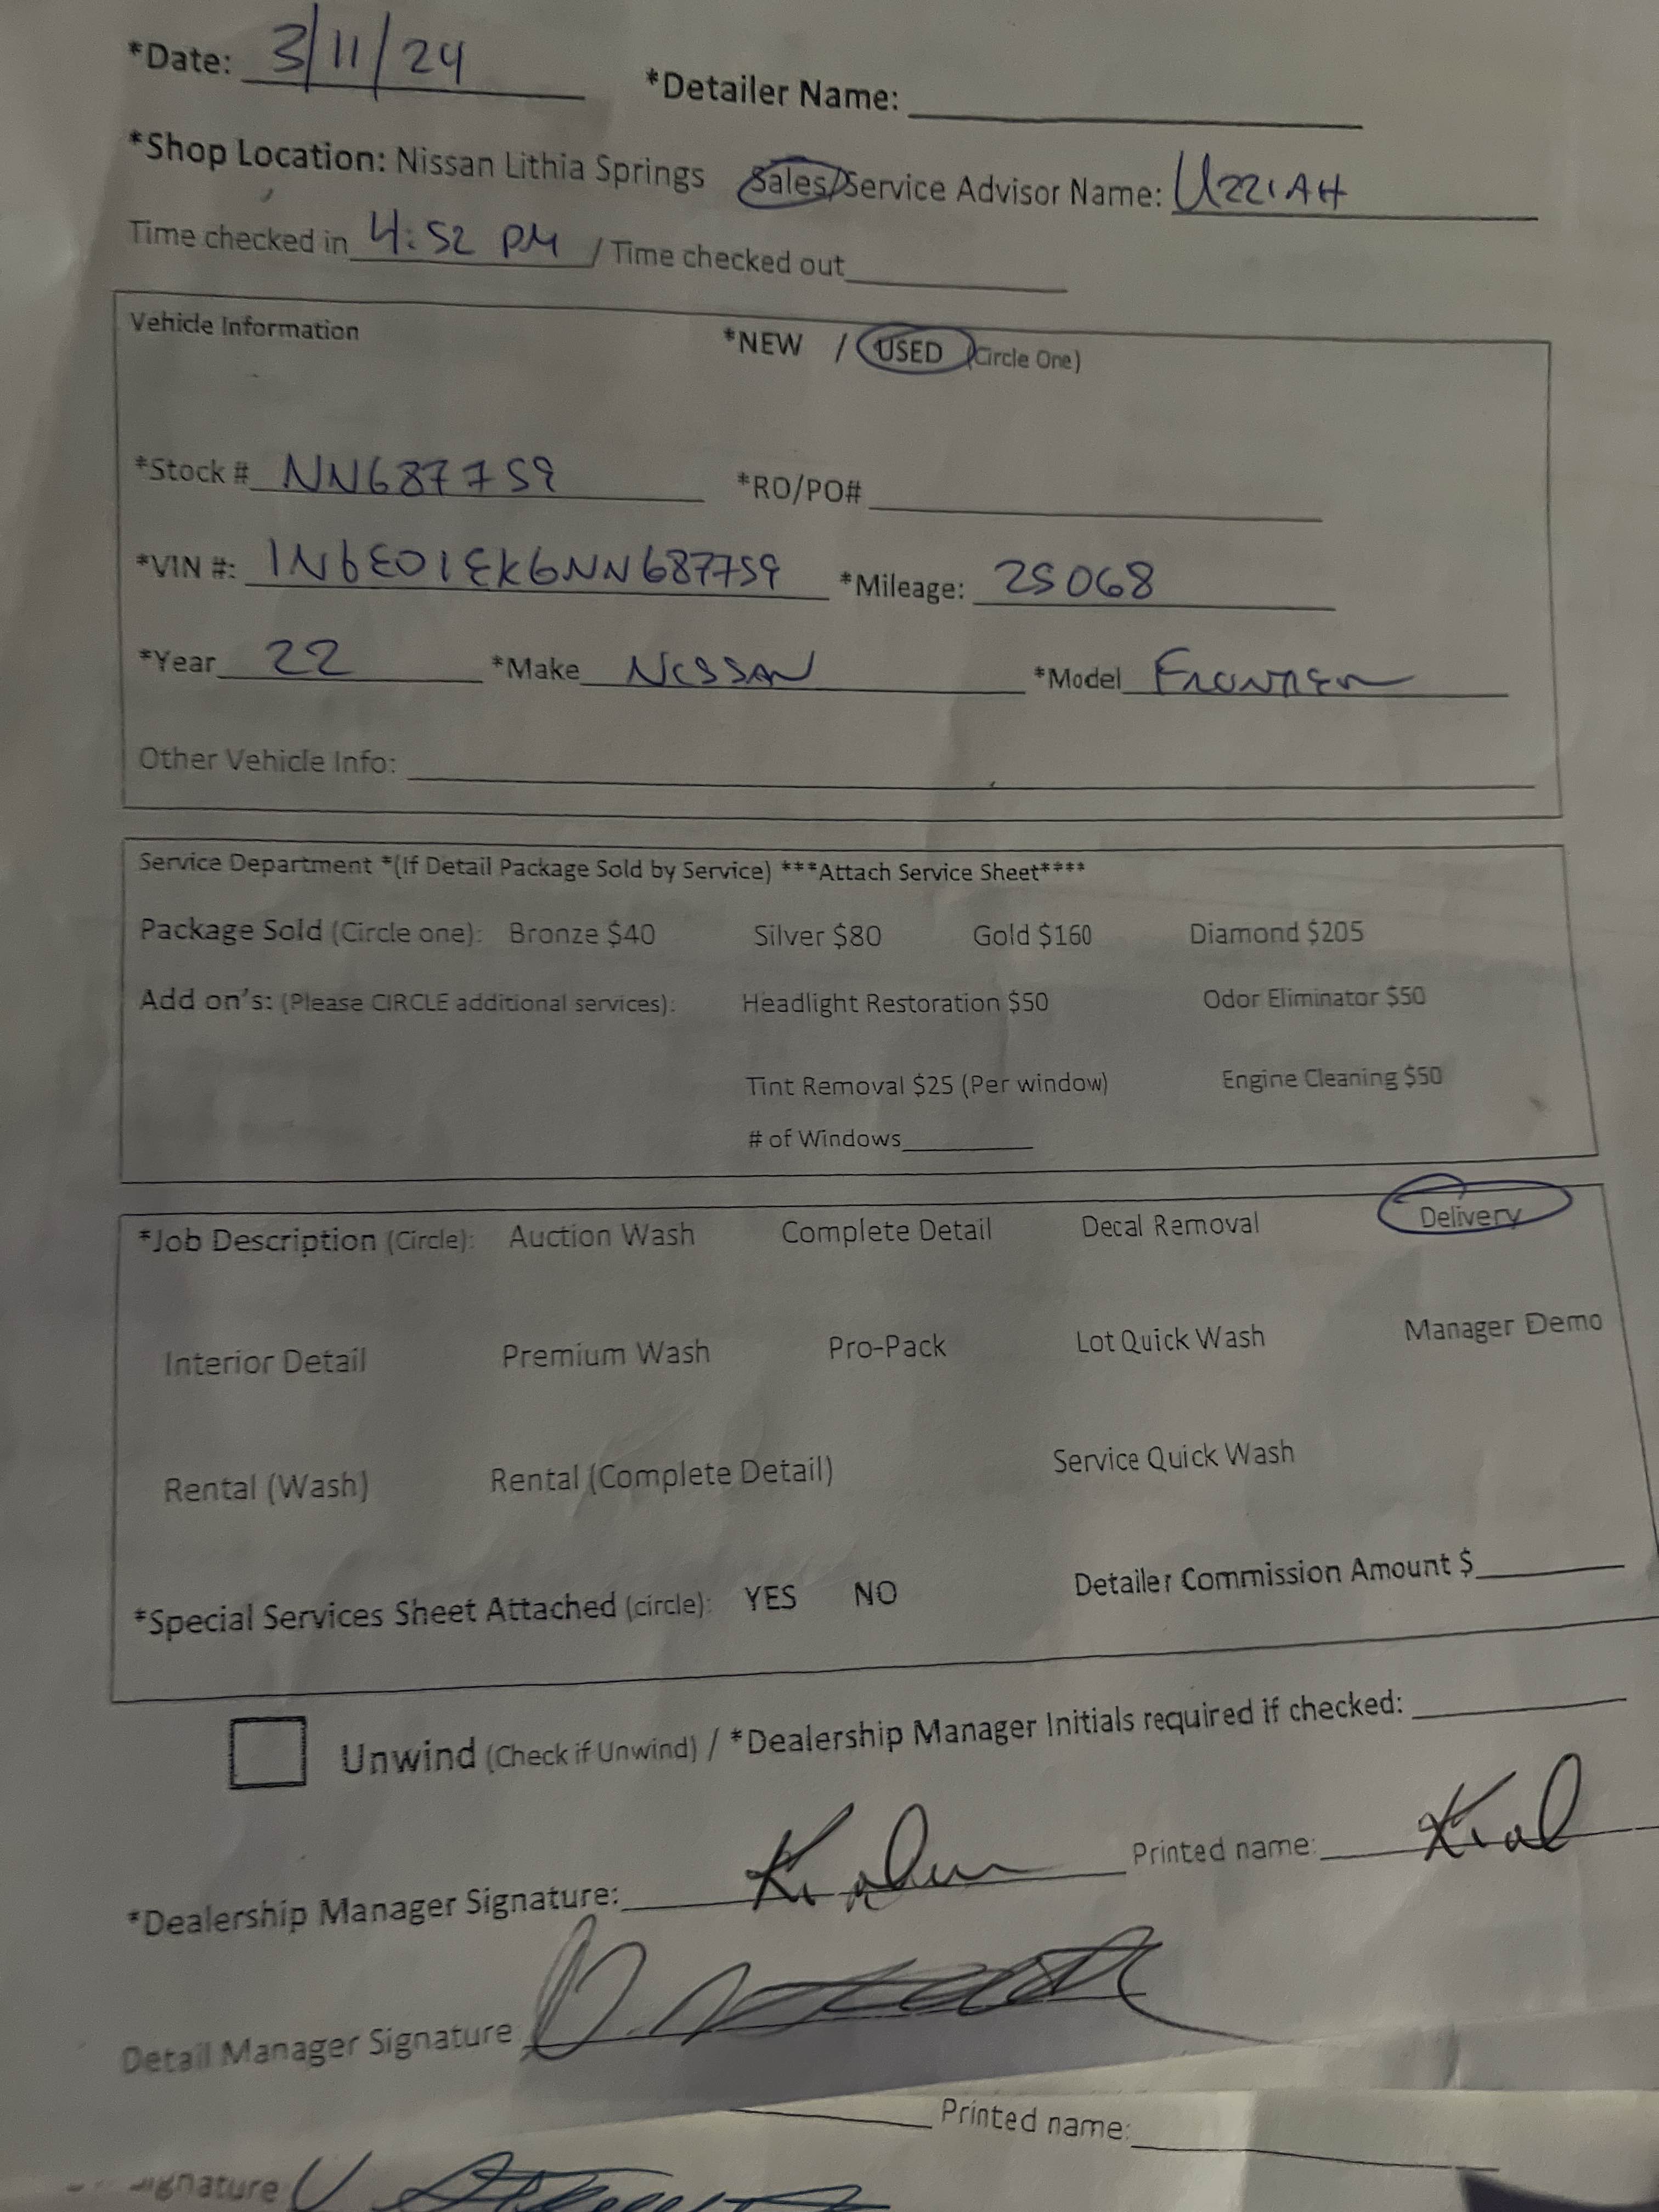 *Date: 3/11/24 *Detailer Name:
*Shop Location: Nissan Lithia Springs Sales/Service Advisor Name: UZZIAH
Time checked in 4:52 PM / Time checked out
Vehicle Information *NEW / USED (Circle One)
*Stock # NN687759 *RO/PO#
*VIN #: 1N6ED1EK6NN687759 *Mileage: 25068
*Year 22 *Make NISSAN *Model FRONTIER
Other Vehicle Info:
Service Department *(If Detail Package Sold by Service) ***Attach Service Sheet****
Package Sold (Circle one): Bronze $40 Silver $80 Gold $160 Diamond $205
Add on's: (Please CIRCLE additional services): Headlight Restoration $50 Odor Eliminator $50
Tint Removal $25 (Per window) Engine Cleaning $50
# of Windows
*Job Description (Circle): Auction Wash Complete Detail Decal Removal Delivery
Interior Detail Premium Wash Pro-Pack Lot Quick Wash Manager Demo
Rental (Wash) Rental (Complete Detail) Service Quick Wash
*Special Services Sheet Attached (circle): YES NO Detailer Commission Amount $
Unwind (Check if Unwind) / *Dealership Manager Initials required if checked:
*Dealership Manager Signature: Printed name:
Detail Manager Signature:
Printed name:
Signature